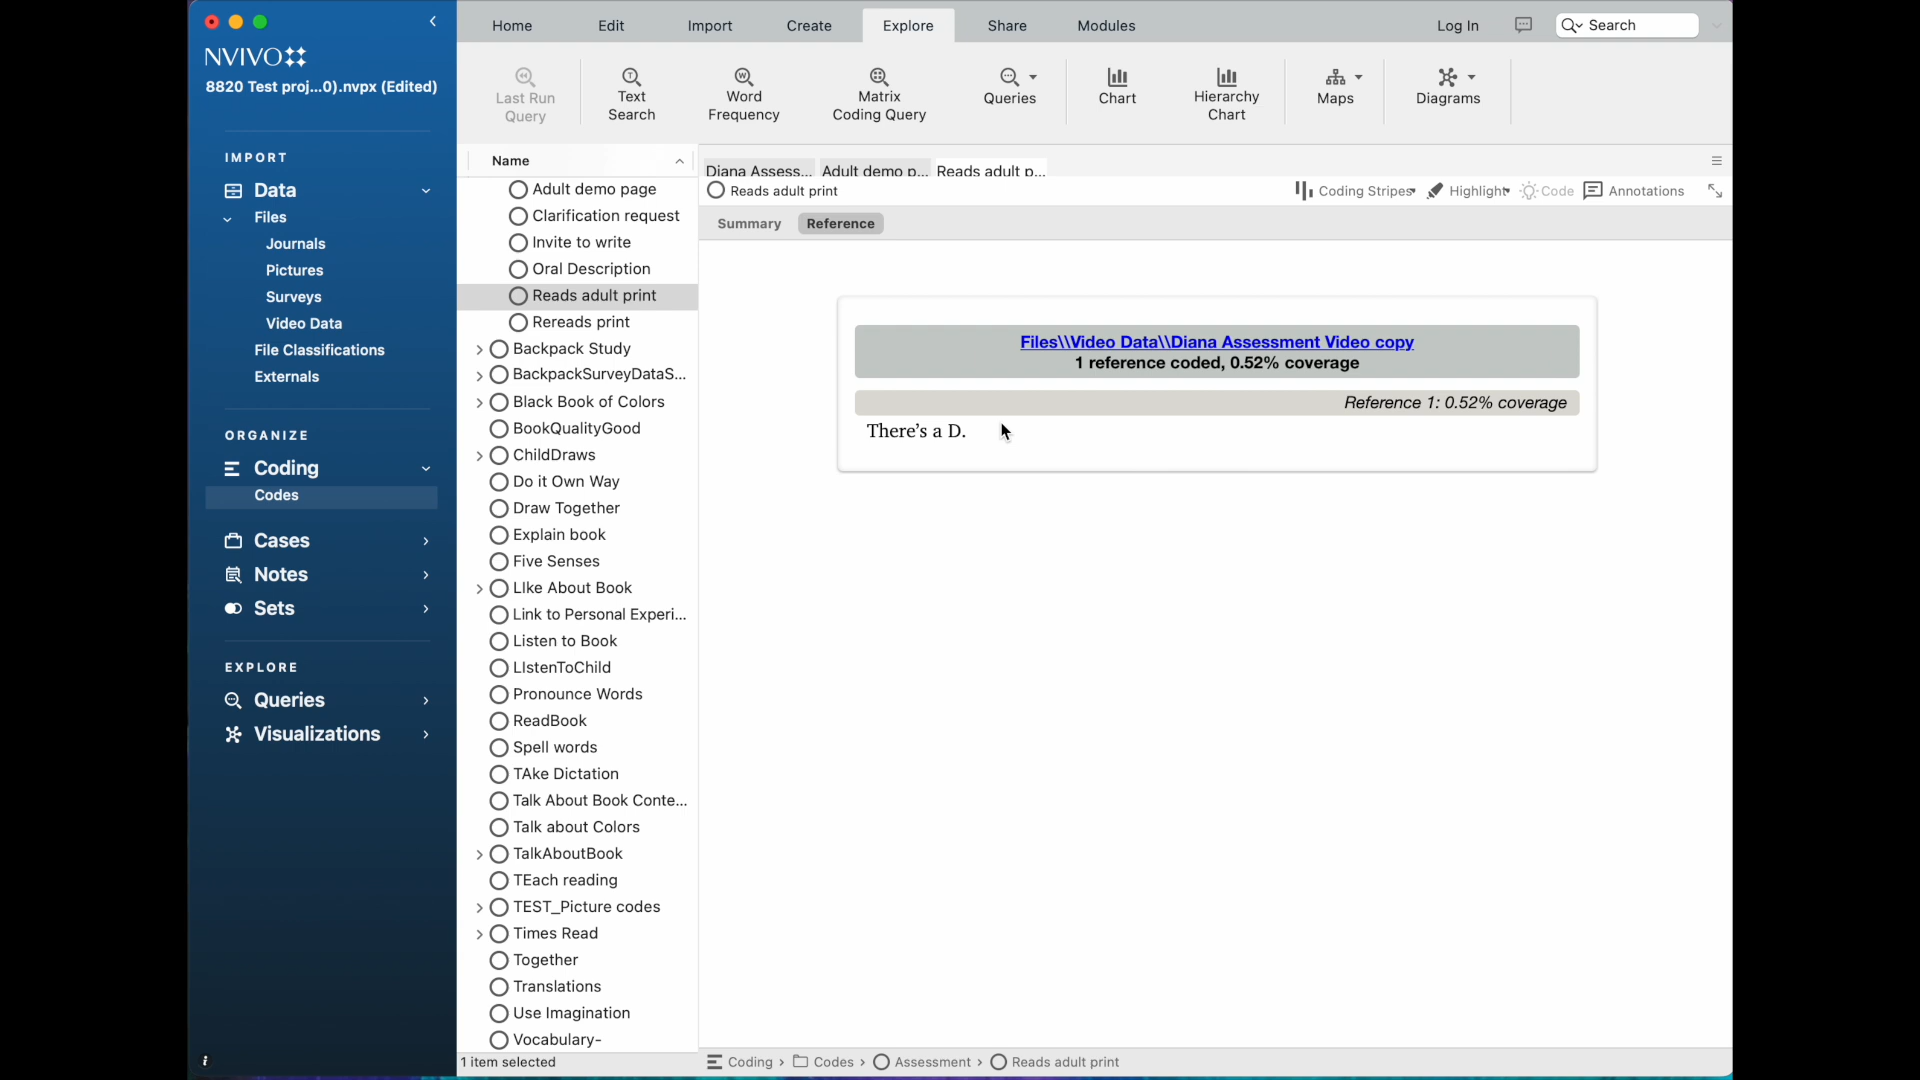 Home Edit Import Create Explore Share Modules Log In Search
NVIVO
8820 Test proj...0).nvpx (Edited)
Last Run Query
Text Search
Word Frequency
Matrix Coding Query
Queries
Chart
Hierarchy Chart
Maps
Diagrams
IMPORT
Data
Files
Journals
Pictures
Surveys
Video Data
File Classifications
Externals
ORGANIZE
Coding
Codes
Cases
Notes
Sets
EXPLORE
Queries
Visualizations
Name
Adult demo page
Clarification request
Invite to write
Oral Description
Reads adult print
Rereads print
Backpack Study
BackpackSurveyDataS...
Black Book of Colors
BookQualityGood
ChildDraws
Do it Own Way
Draw Together
Explain book
Five Senses
LIke About Book
Link to Personal Experi...
Listen to Book
LIstenToChild
Pronounce Words
ReadBook
Spell words
TAke Dictation
Talk About Book Conte...
Talk about Colors
TalkAboutBook
TEach reading
TEST_Picture codes
Times Read
Together
Translations
Use Imagination
Vocabulary-
1 item selected
Diana Assess... Adult demo p... Reads adult p...
Reads adult print Coding Stripes Highlight Code Annotations
Summary Reference
Files\\Video Data\\Diana Assessment Video copy
1 reference coded, 0.52% coverage
Reference 1: 0.52% coverage
There's a D.
Coding › Codes › Assessment › Reads adult print